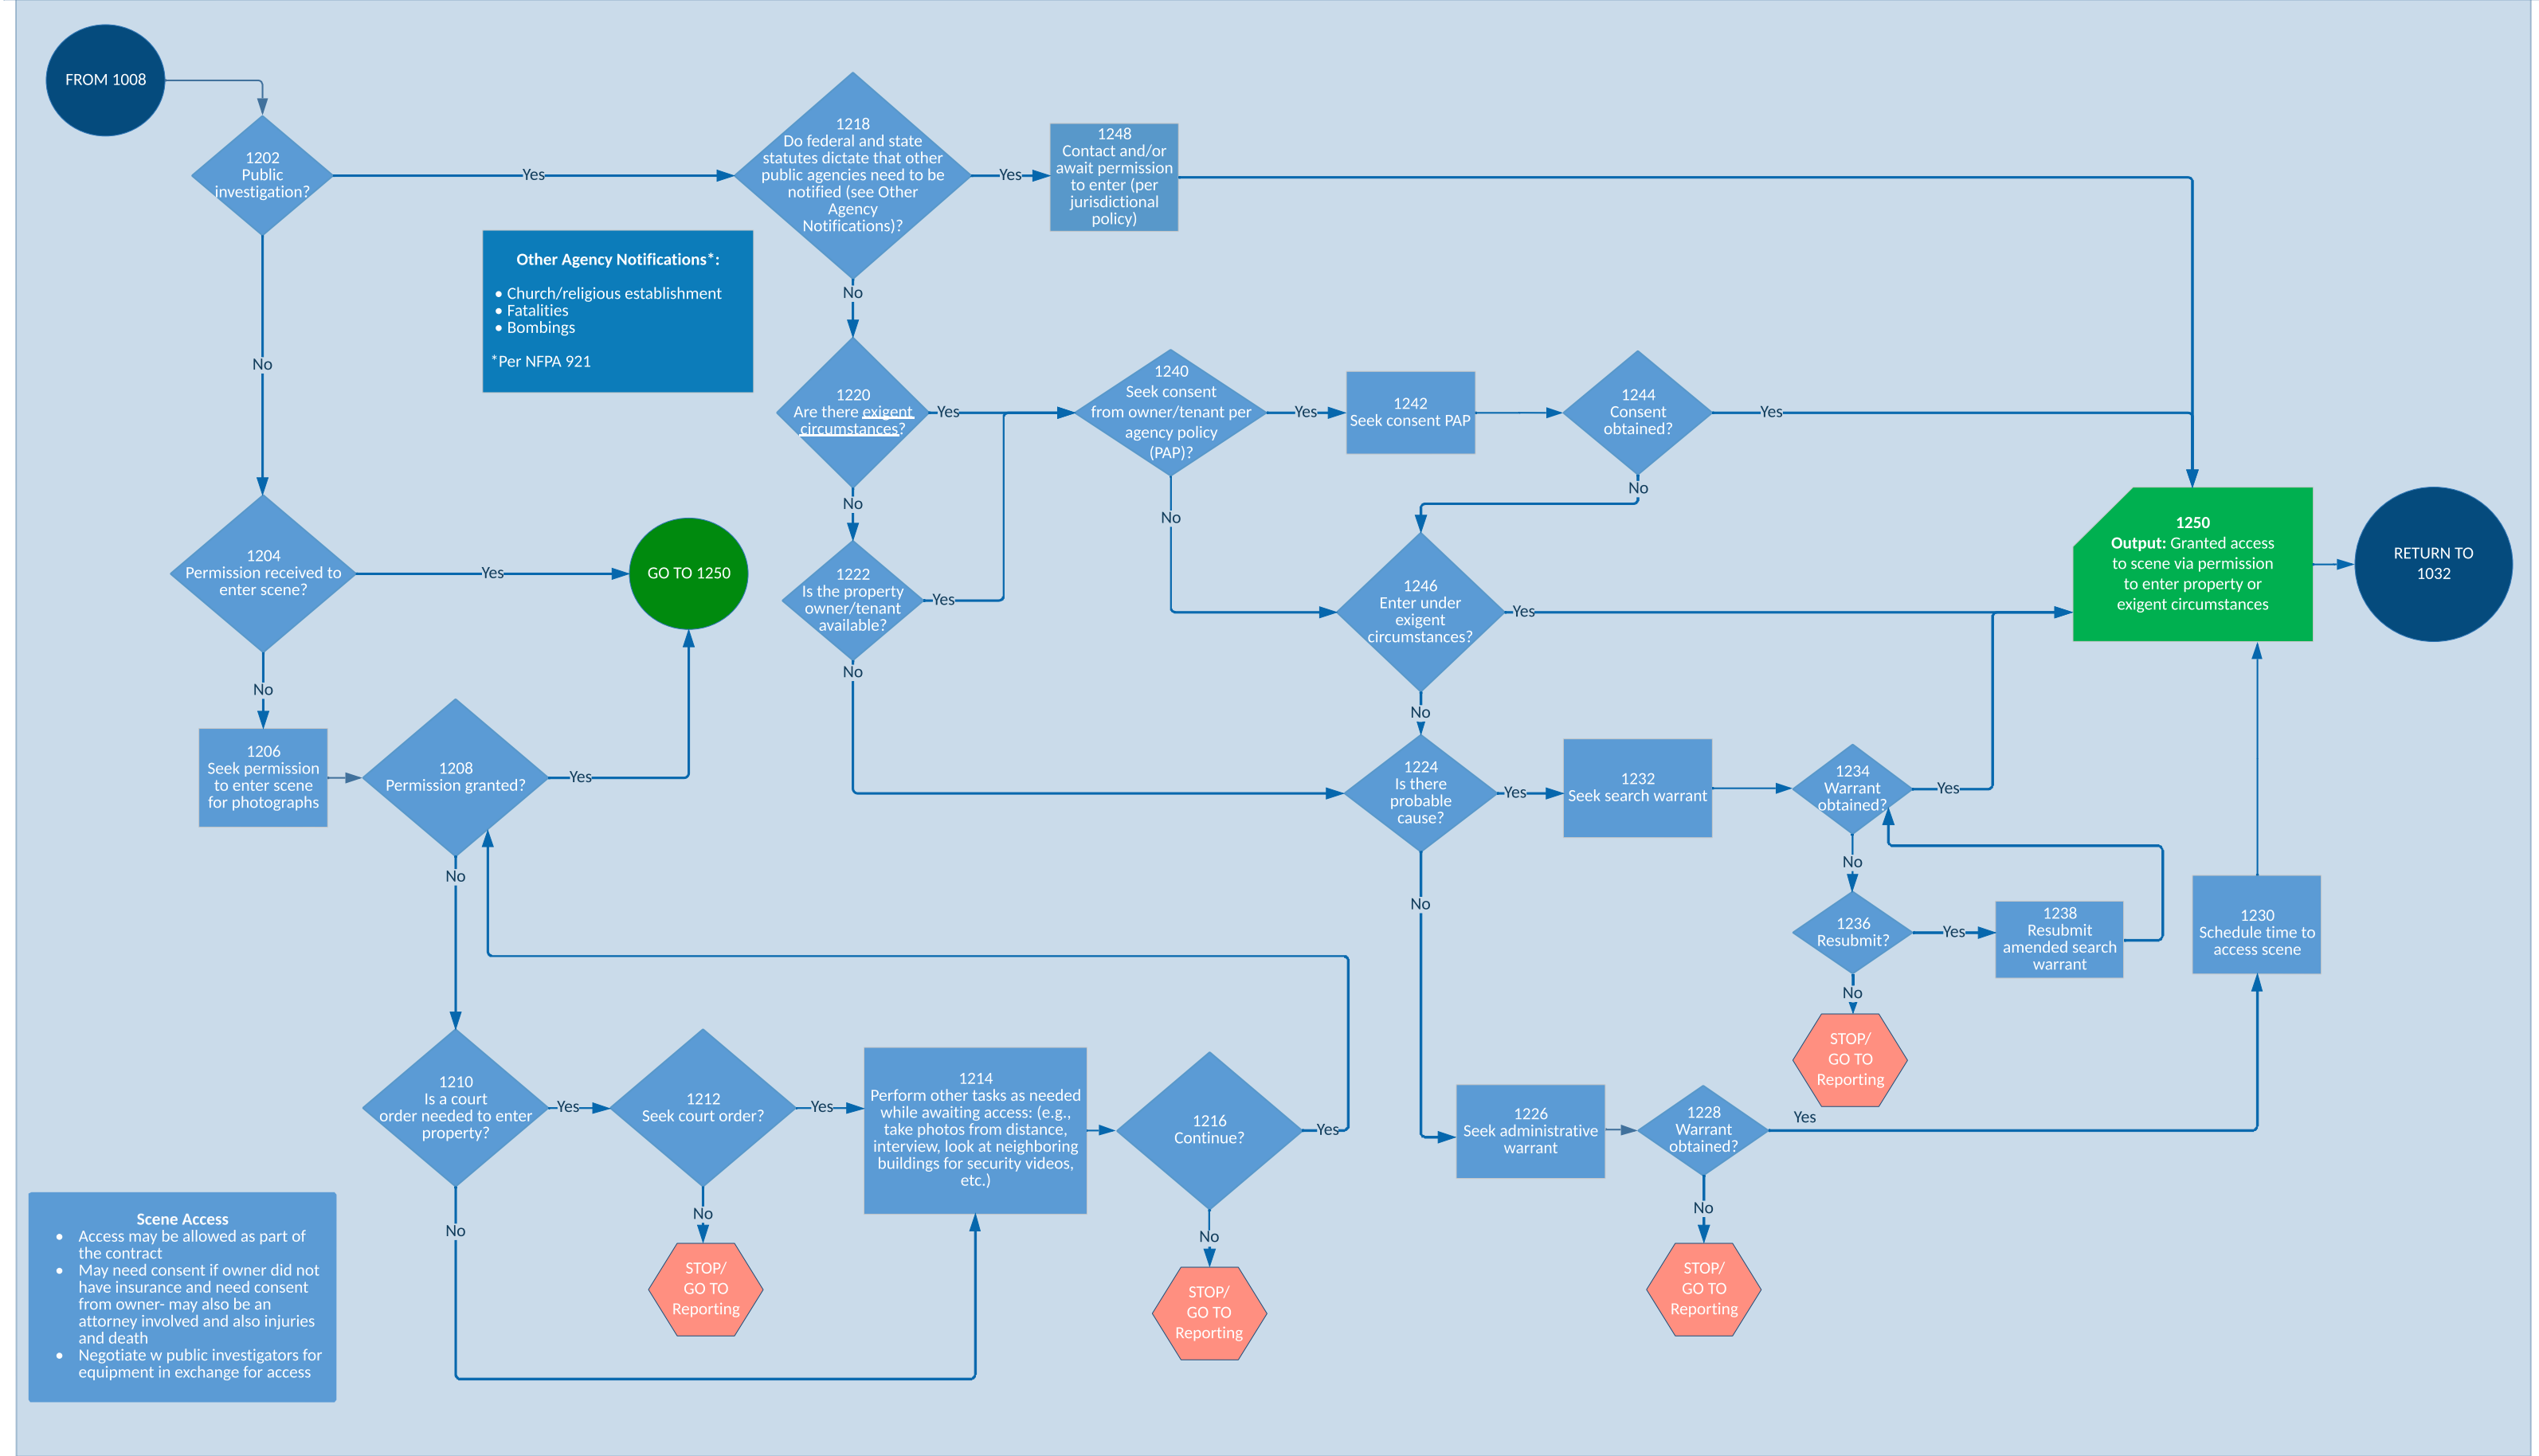 FROM 1008
1202
Public
investigation?
Yes
No
1218
Do federal and state
statutes dictate that other
public agencies need to be
notified (see Other
Agency
Notifications)?
Yes
No
1248
Contact and/or
await permission
to enter (per
jurisdictional
policy)
Other Agency Notifications*:
• Church/religious establishment
• Fatalities
• Bombings
*Per NFPA 921
1220
Are there exigent
circumstances?
Yes
No
1240
Seek consent
from owner/tenant per
agency policy
(PAP)?
Yes
No
1242
Seek consent PAP
1244
Consent
obtained?
Yes
No
1204
Permission received to
enter scene?
Yes
No
GO TO 1250
1222
Is the property
owner/tenant
available?
Yes
No
1246
Enter under
exigent
circumstances?
Yes
No
1250
Output: Granted access
to scene via permission
to enter property or
exigent circumstances
RETURN TO
1032
1206
Seek permission
to enter scene
for photographs
1208
Permission granted?
Yes
No
1224
Is there
probable
cause?
Yes
No
1232
Seek search warrant
1234
Warrant
obtained?
Yes
No
1236
Resubmit?
Yes
No
1238
Resubmit
amended search
warrant
1230
Schedule time to
access scene
STOP/
GO TO
Reporting
1210
Is a court
order needed to enter
property?
Yes
No
1212
Seek court order?
Yes
No
1214
Perform other tasks as needed
while awaiting access: (e.g.,
take photos from distance,
interview, look at neighboring
buildings for security videos,
etc.)
1216
Continue?
Yes
No
1226
Seek administrative
warrant
1228
Warrant
obtained?
Yes
No
STOP/
GO TO
Reporting
STOP/
GO TO
Reporting
STOP/
GO TO
Reporting
Scene Access
• Access may be allowed as part of
the contract
• May need consent if owner did not
have insurance and need consent
from owner- may also be an
attorney involved and also injuries
and death
• Negotiate w public investigators for
equipment in exchange for access